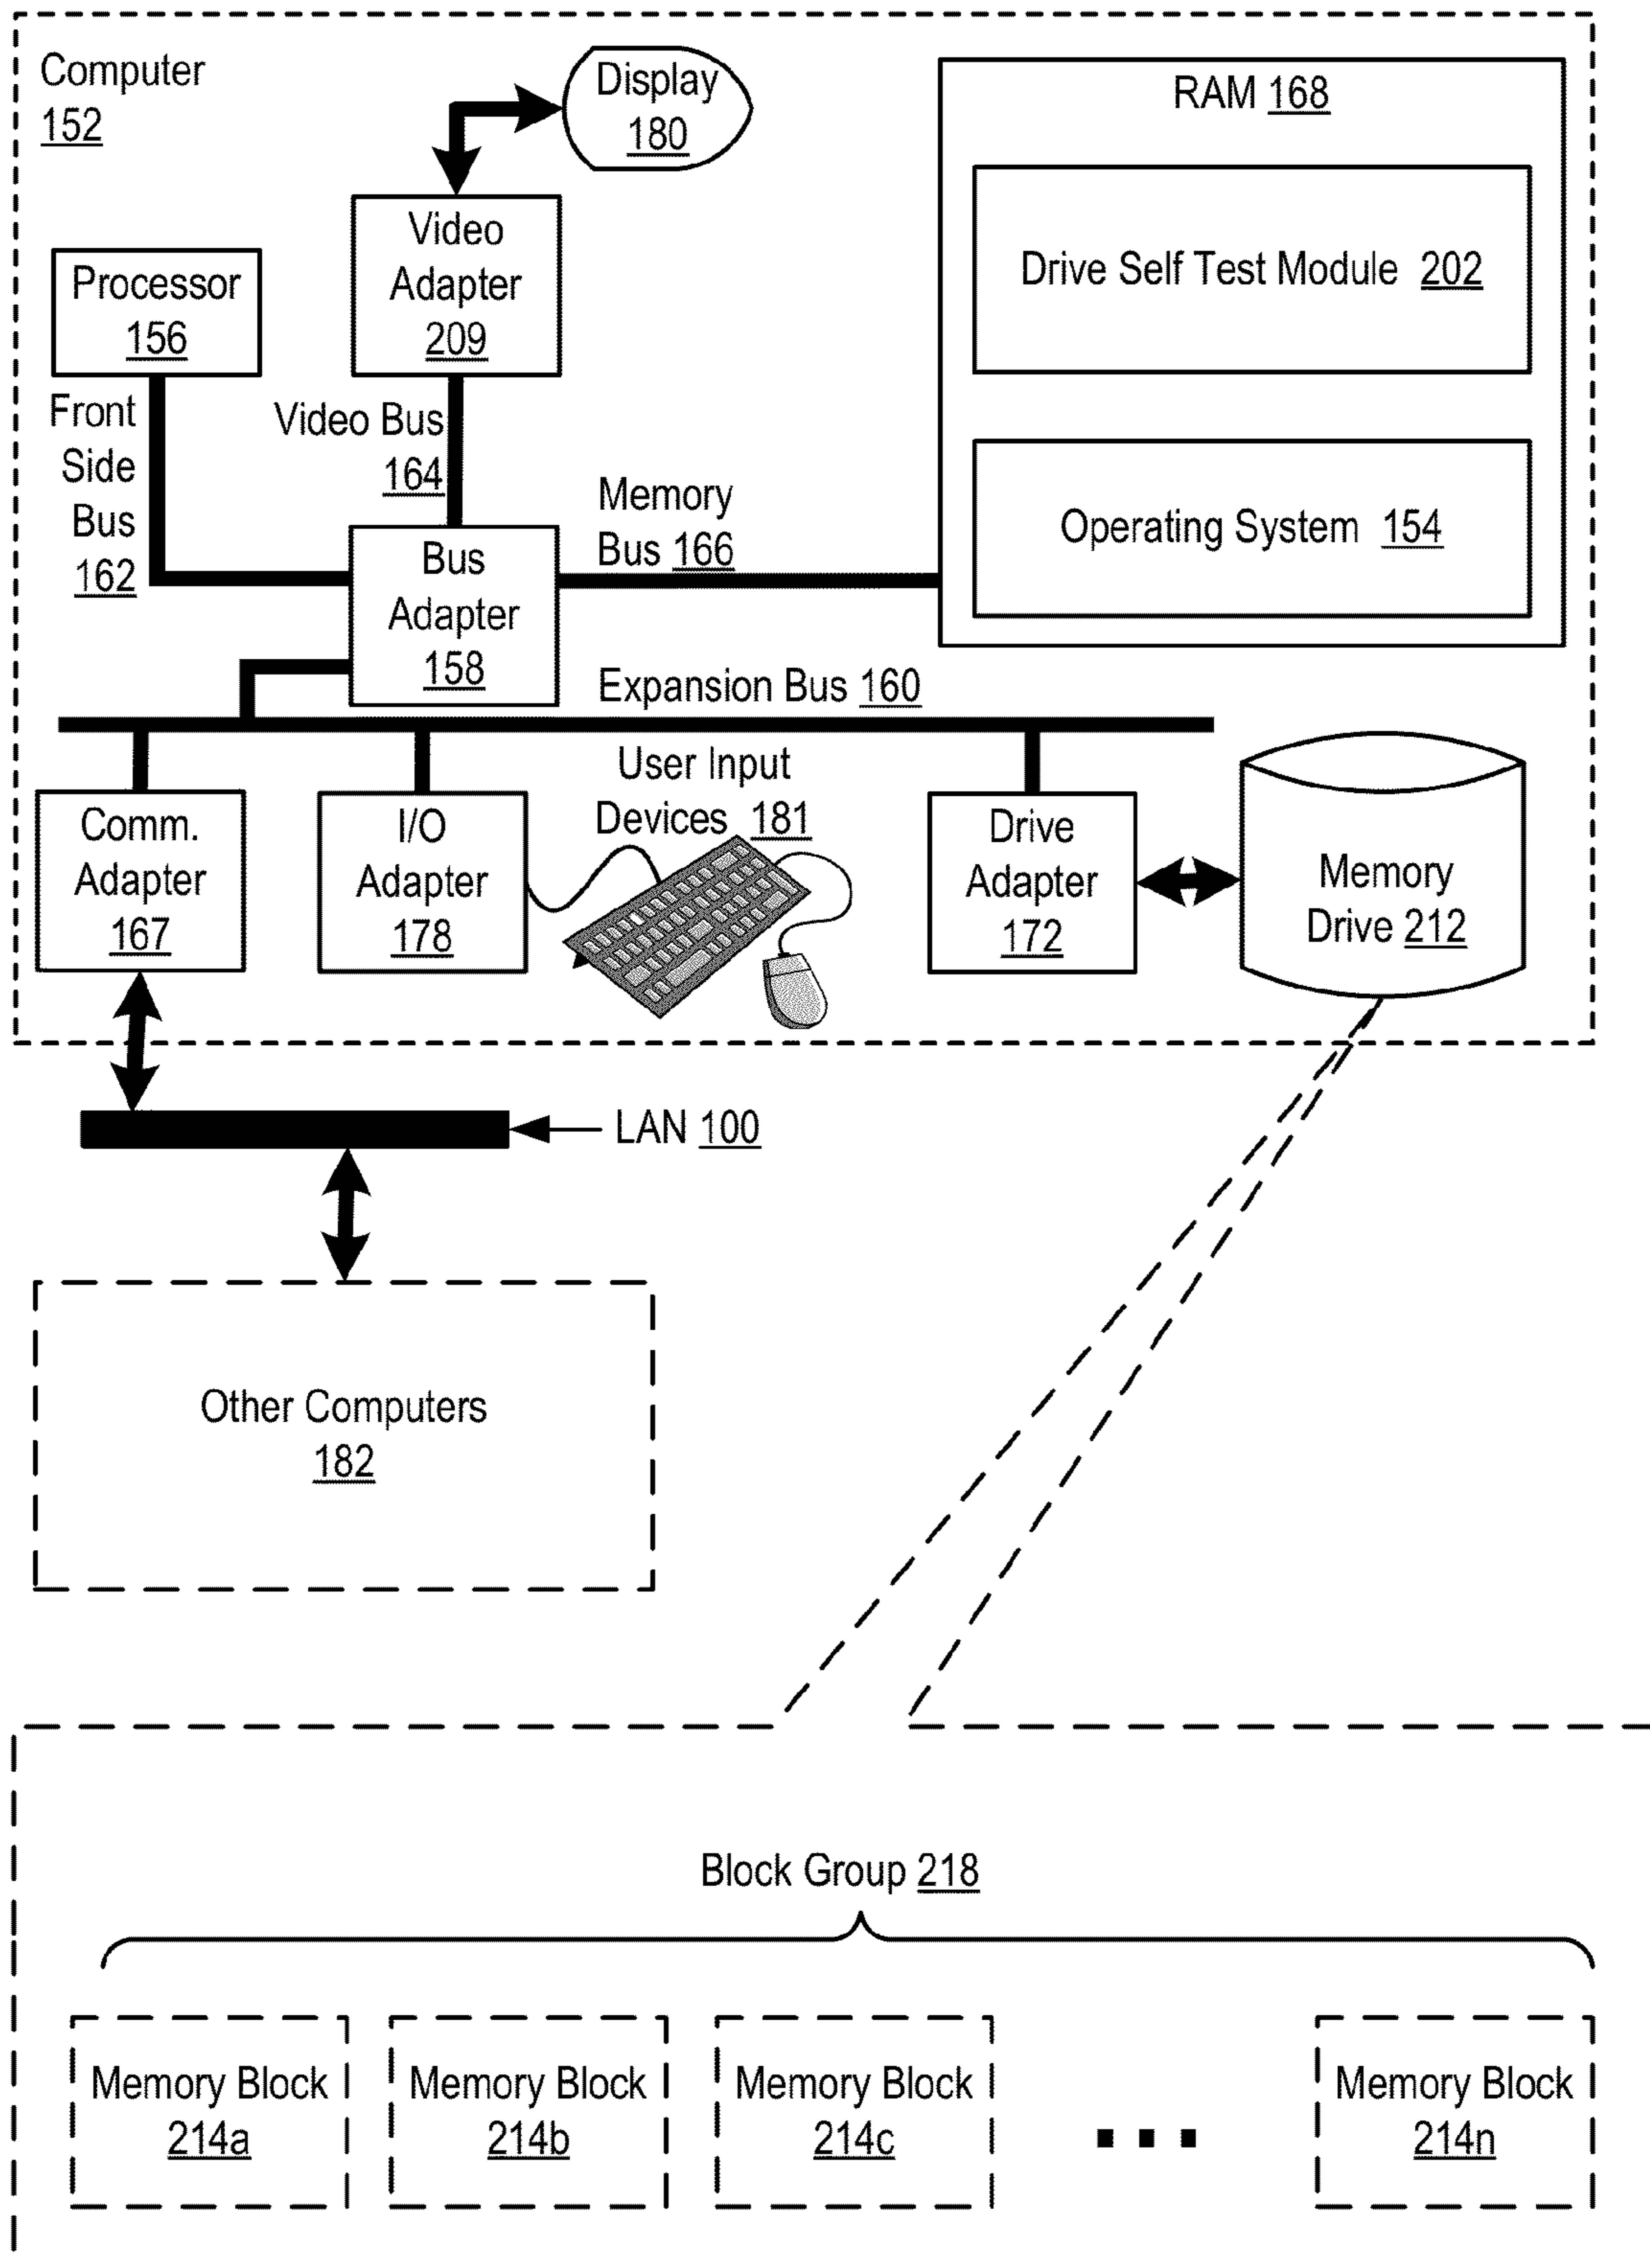 Computer
152
Display
180
RAM 168
Video
Adapter
209
Processor
156
Drive Self Test Module 202
Front
Side
Bus
162
Video Bus
164
Memory
Bus 166
Operating System 154
Bus
Adapter
158
Expansion Bus 160
User Input
Devices 181
Comm.
Adapter
167
I/O
Adapter
178
Drive
Adapter
172
Memory
Drive 212
LAN 100
Other Computers
182
Block Group 218
Memory Block
214a
Memory Block
214b
Memory Block
214c
Memory Block
214n